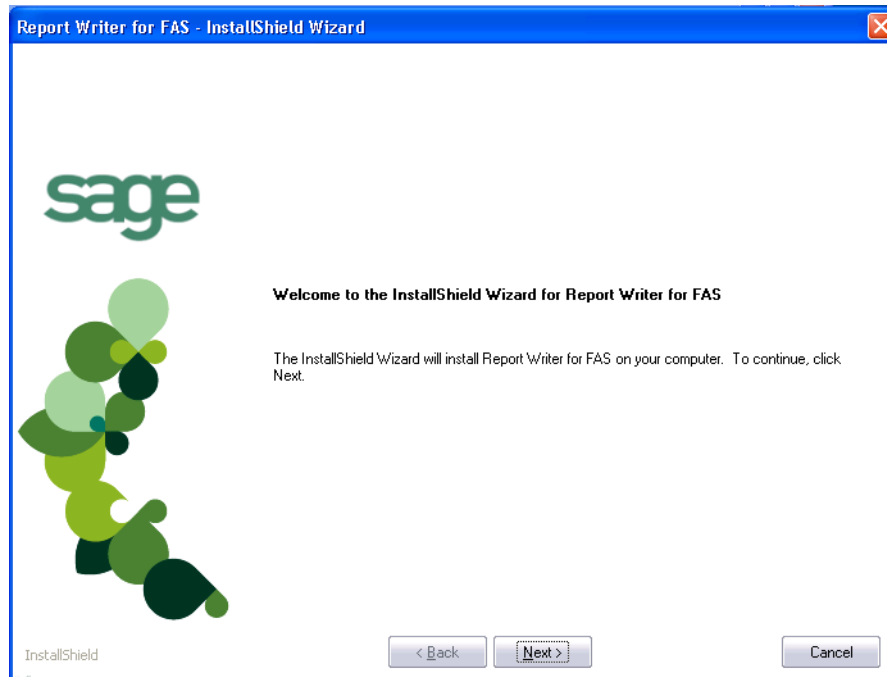 Report Writer for FAS - InstallShield Wizard
sage
Welcome to the InstallShield Wizard for Report Writer for FAS
The InstallShield Wizard will install Report Writer for FAS on your computer. To continue, click
Next.
InstallShield
< Back
Next >
Cancel